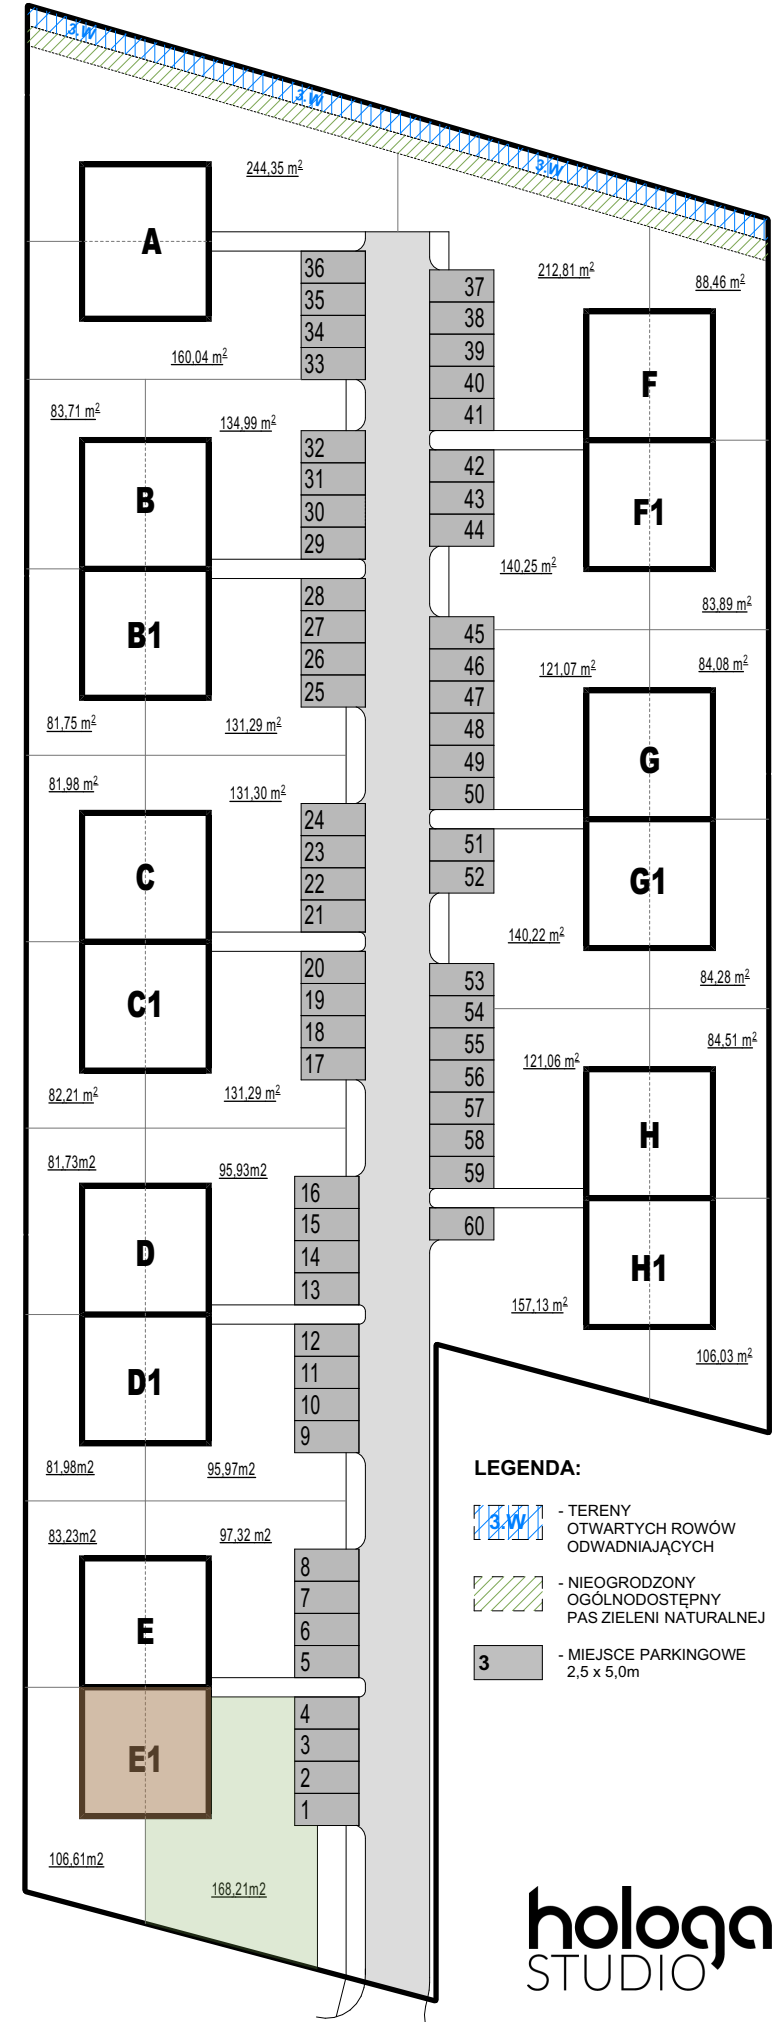 3.W
3.W
3.W
244,35 m²
A
212,81 m²
88,46 m²
36
35
34
33
37
38
39
40
41
160,04 m²
F
83,71 m²
134,99 m²
32
31
30
29
42
43
44
B
F1
140,25 m²
83,89 m²
28
27
26
25
B1
45
46
47
48
49
50
121,07 m²
84,08 m²
81,75 m²
131,29 m²
G
81,98 m²
131,30 m²
24
23
22
21
51
52
C
G1
140,22 m²
84,28 m²
20
19
18
17
C1
53
54
55
56
57
58
59
84,51 m²
121,06 m²
82,21 m²
131,29 m²
H
81,73m2
95,93m2
16
15
14
13
60
D
H1
157,13 m²
106,03 m²
12
11
10
9
D1
81,98m2
95,97m2
LEGENDA:
3.W
- TERENY
OTWARTYCH ROWÓW
ODWADNIAJĄCYCH
- NIEOGRODZONY
OGÓLNODOSTĘPNY
PAS ZIELENI NATURALNEJ
3
- MIEJSCE PARKINGOWE
2,5 x 5,0m
83,23m2
97,32 m2
8
7
6
5
E
4
3
2
1
E1
106,61m2
168,21m2
hologa
STUDIO